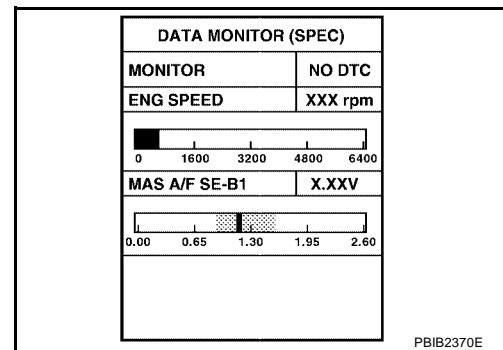 DATA MONITOR (SPEC)
MONITOR NO DTC
ENG SPEED XXX rpm
0 1600 3200 4800 6400
MAS A/F SE-B1 X.XXV
0.00 0.65 1.30 1.95 2.60
PBIB2370E